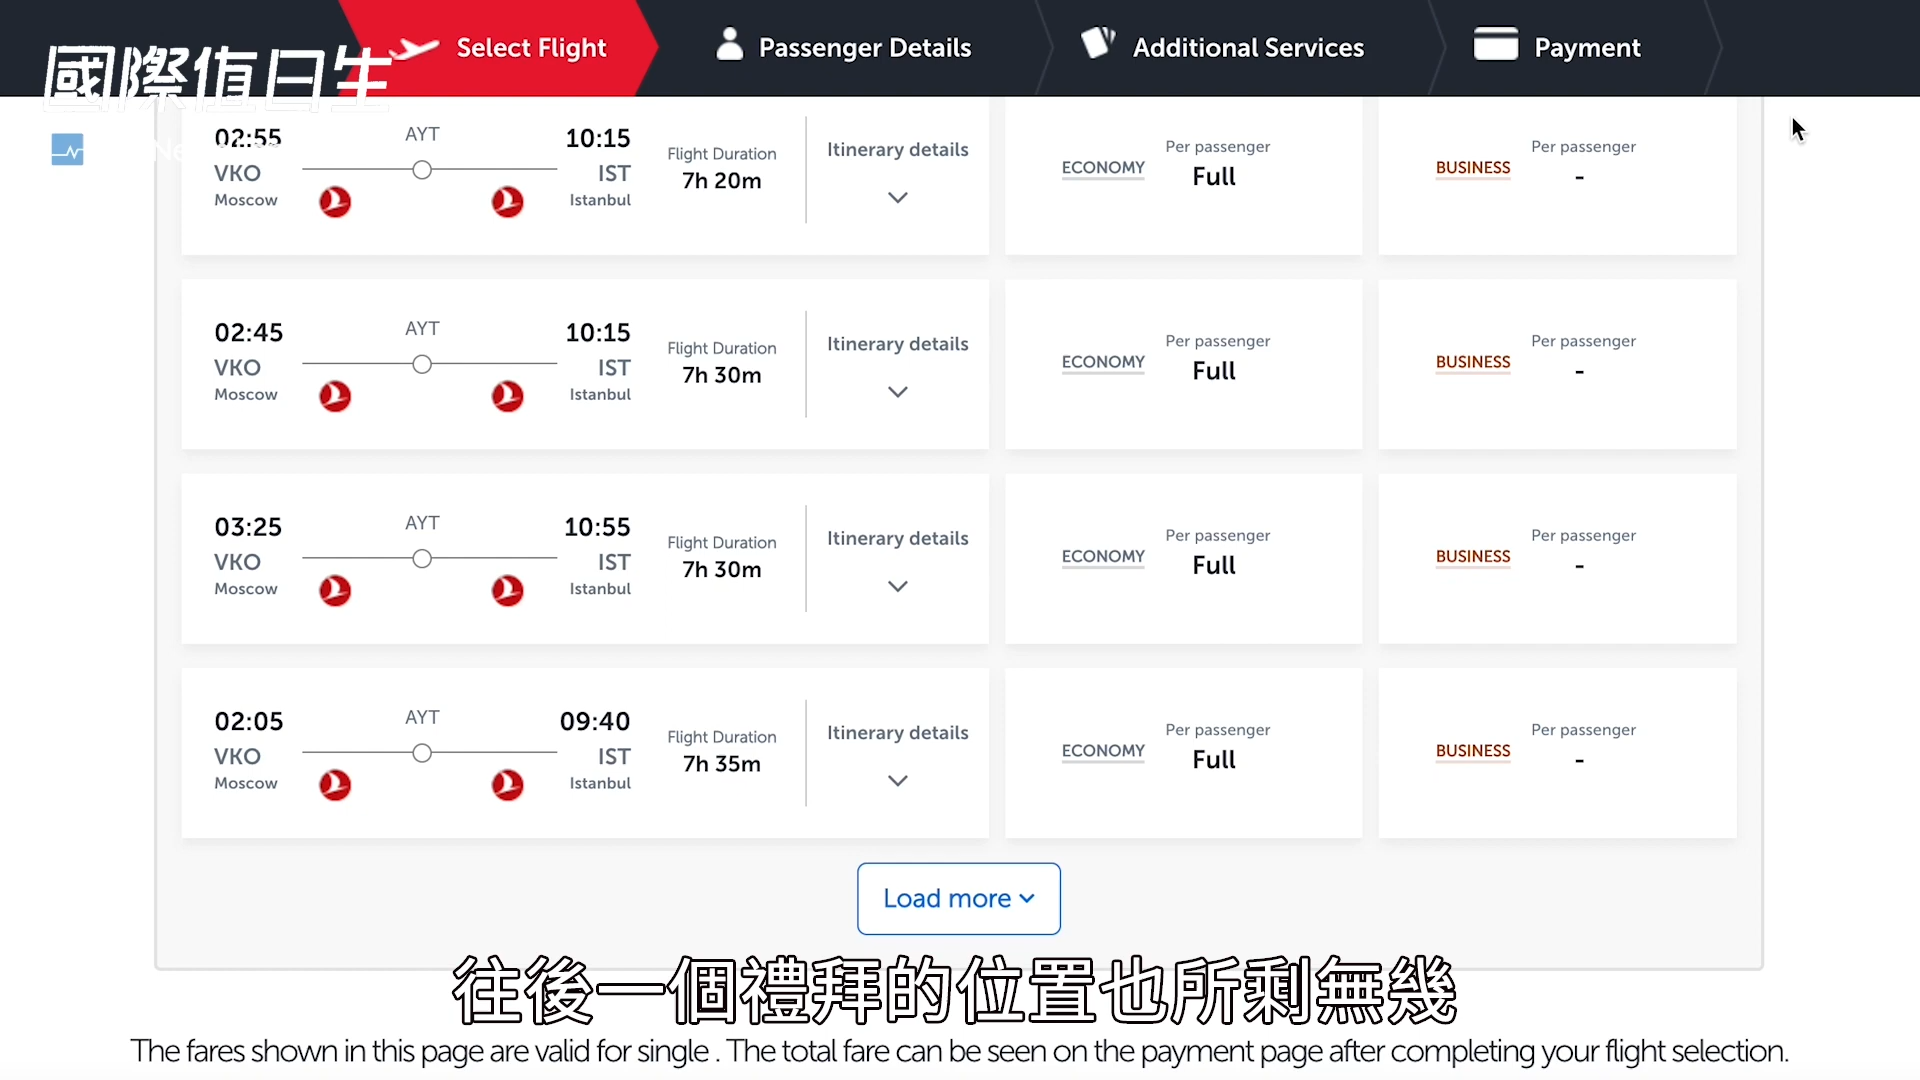 Select Flight
Passenger Details
Additional Services
Payment
國際值日生
02:55
AYT
10:15
VKO
IST
Moscow
Istanbul
Flight Duration
7h 20m
Itinerary details
ECONOMY
Per passenger
Full
BUSINESS
Per passenger
-
02:45
AYT
10:15
VKO
IST
Moscow
Istanbul
Flight Duration
7h 30m
Itinerary details
ECONOMY
Per passenger
Full
BUSINESS
Per passenger
-
03:25
AYT
10:55
VKO
IST
Moscow
Istanbul
Flight Duration
7h 30m
Itinerary details
ECONOMY
Per passenger
Full
BUSINESS
Per passenger
-
02:05
AYT
09:40
VKO
IST
Moscow
Istanbul
Flight Duration
7h 35m
Itinerary details
ECONOMY
Per passenger
Full
BUSINESS
Per passenger
-
Load more
往後一個禮拜的位置也所剩無幾
The fares shown in this page are valid for single . The total fare can be seen on the payment page after completing your flight selection.